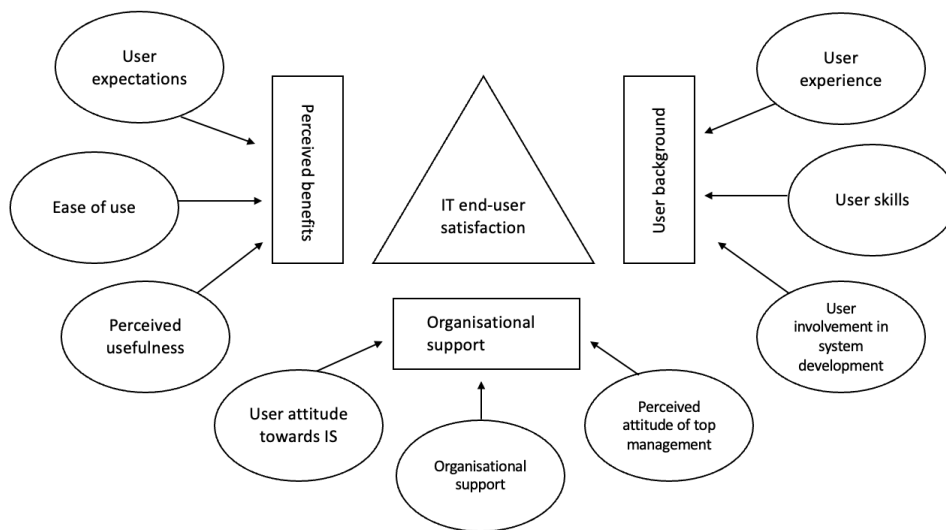 User
expectations
Ease of use
Perceived
usefulness
Perceived benefits
IT end-user
satisfaction
User background
User
experience
User skills
User
involvement in
system
development
Organisational
support
User attitude
towards IS
Organisational
support
Perceived
attitude of top
management